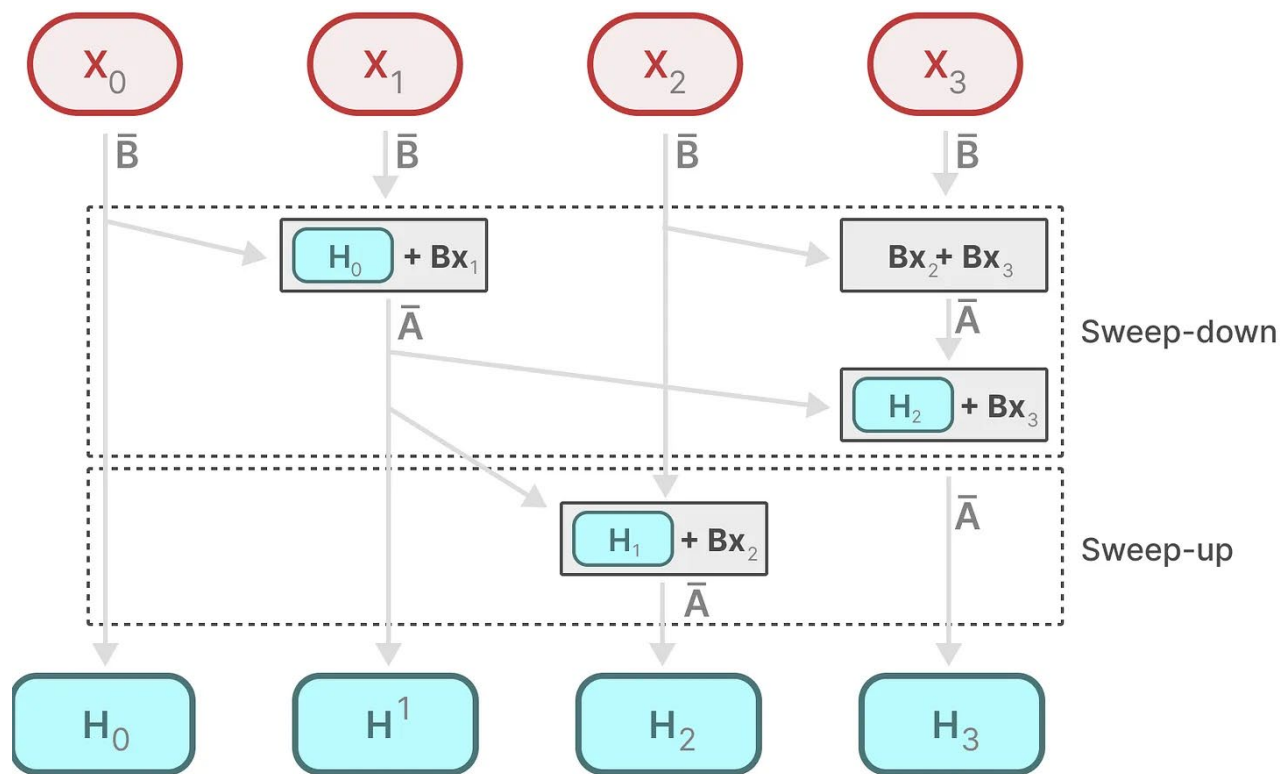 X₀ X₁ X₂ X₃
B̅ B̅ B̅ B̅
H₀ + Bx₁ Bx₂+ Bx₃
A̅ A̅
Sweep-down
H₂ + Bx₃
A̅
H₁ + Bx₂
Sweep-up
A̅
H₀ H¹ H₂ H₃